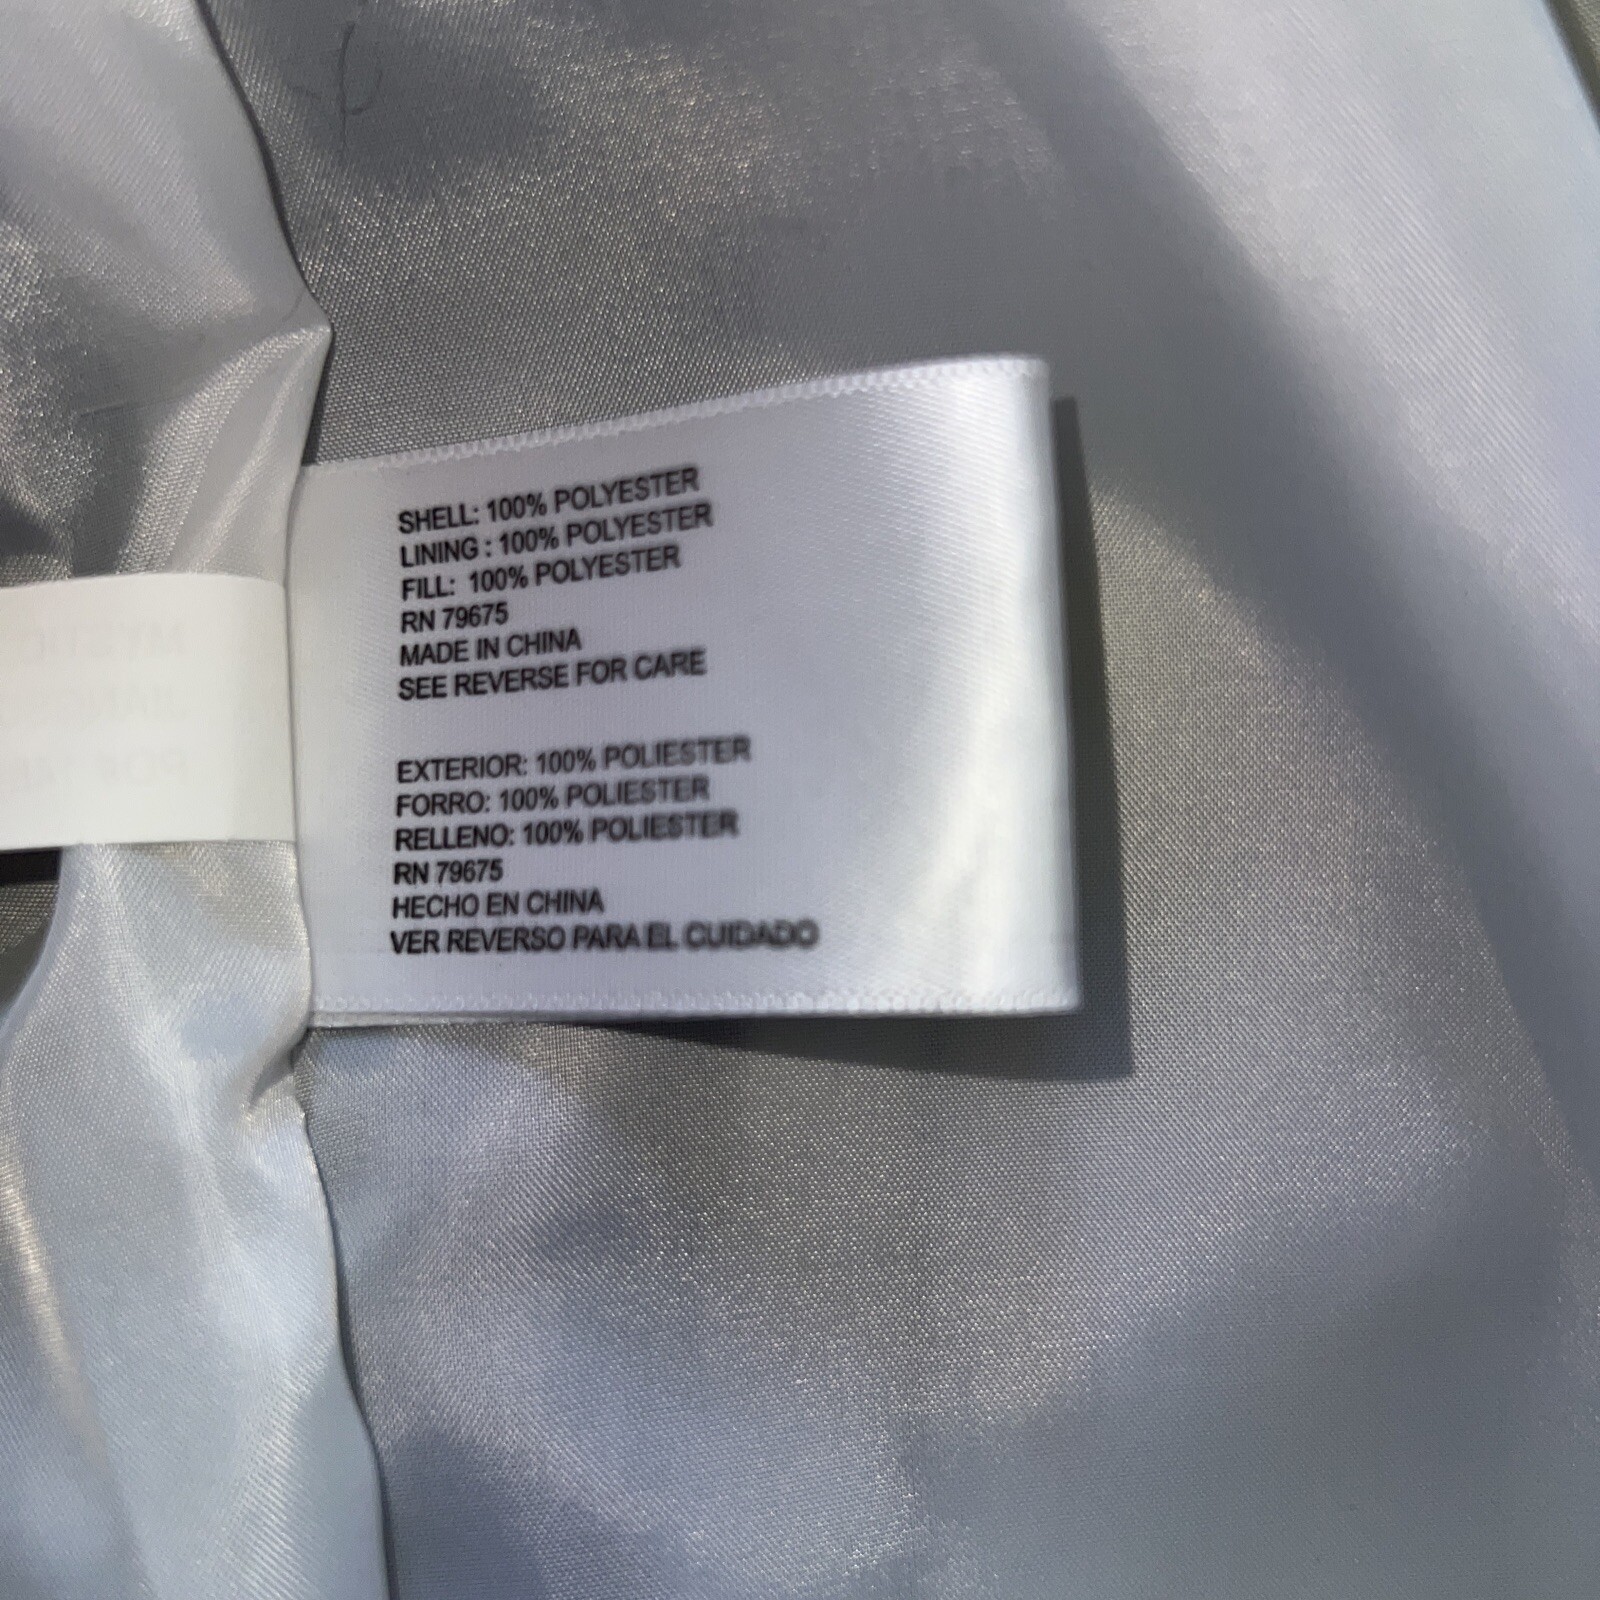 SHELL: 100% POLYESTER
LINING : 100% POLYESTER
FILL: 100% POLYESTER
RN 79675
MADE IN CHINA
SEE REVERSE FOR CARE
EXTERIOR: 100% POLIESTER
FORRO: 100% POLIESTER
RELLENO: 100% POLIESTER
RN 79675
HECHO EN CHINA
VER REVERSO PARA EL CUIDADO